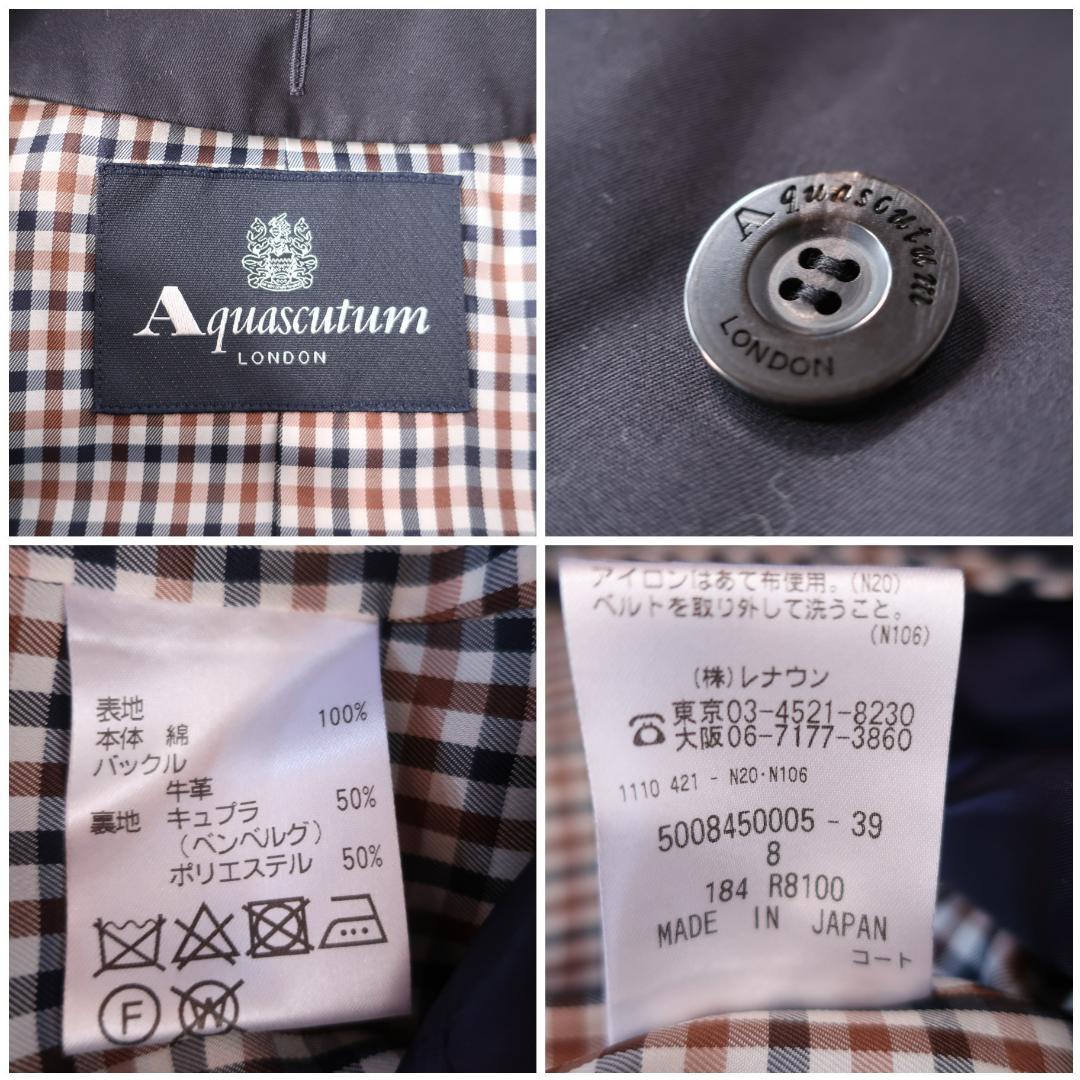 Aquascutum
LONDON
Aquascutum
LONDON
表地
本体 綿 100%
バックル
牛革
裏地 キュプラ 50%
(ベンベルグ)
ポリエステル 50%
F
W
アイロンはあて布使用。(N20)
ベルトを取り外して洗うこと。
(N106)
(株)レナウン
☎東京03-4521-8230
大阪06-7177-3860
1110 421 - N20·N106
5008450005 - 39
8
184 R8100
MADE IN JAPAN
コート